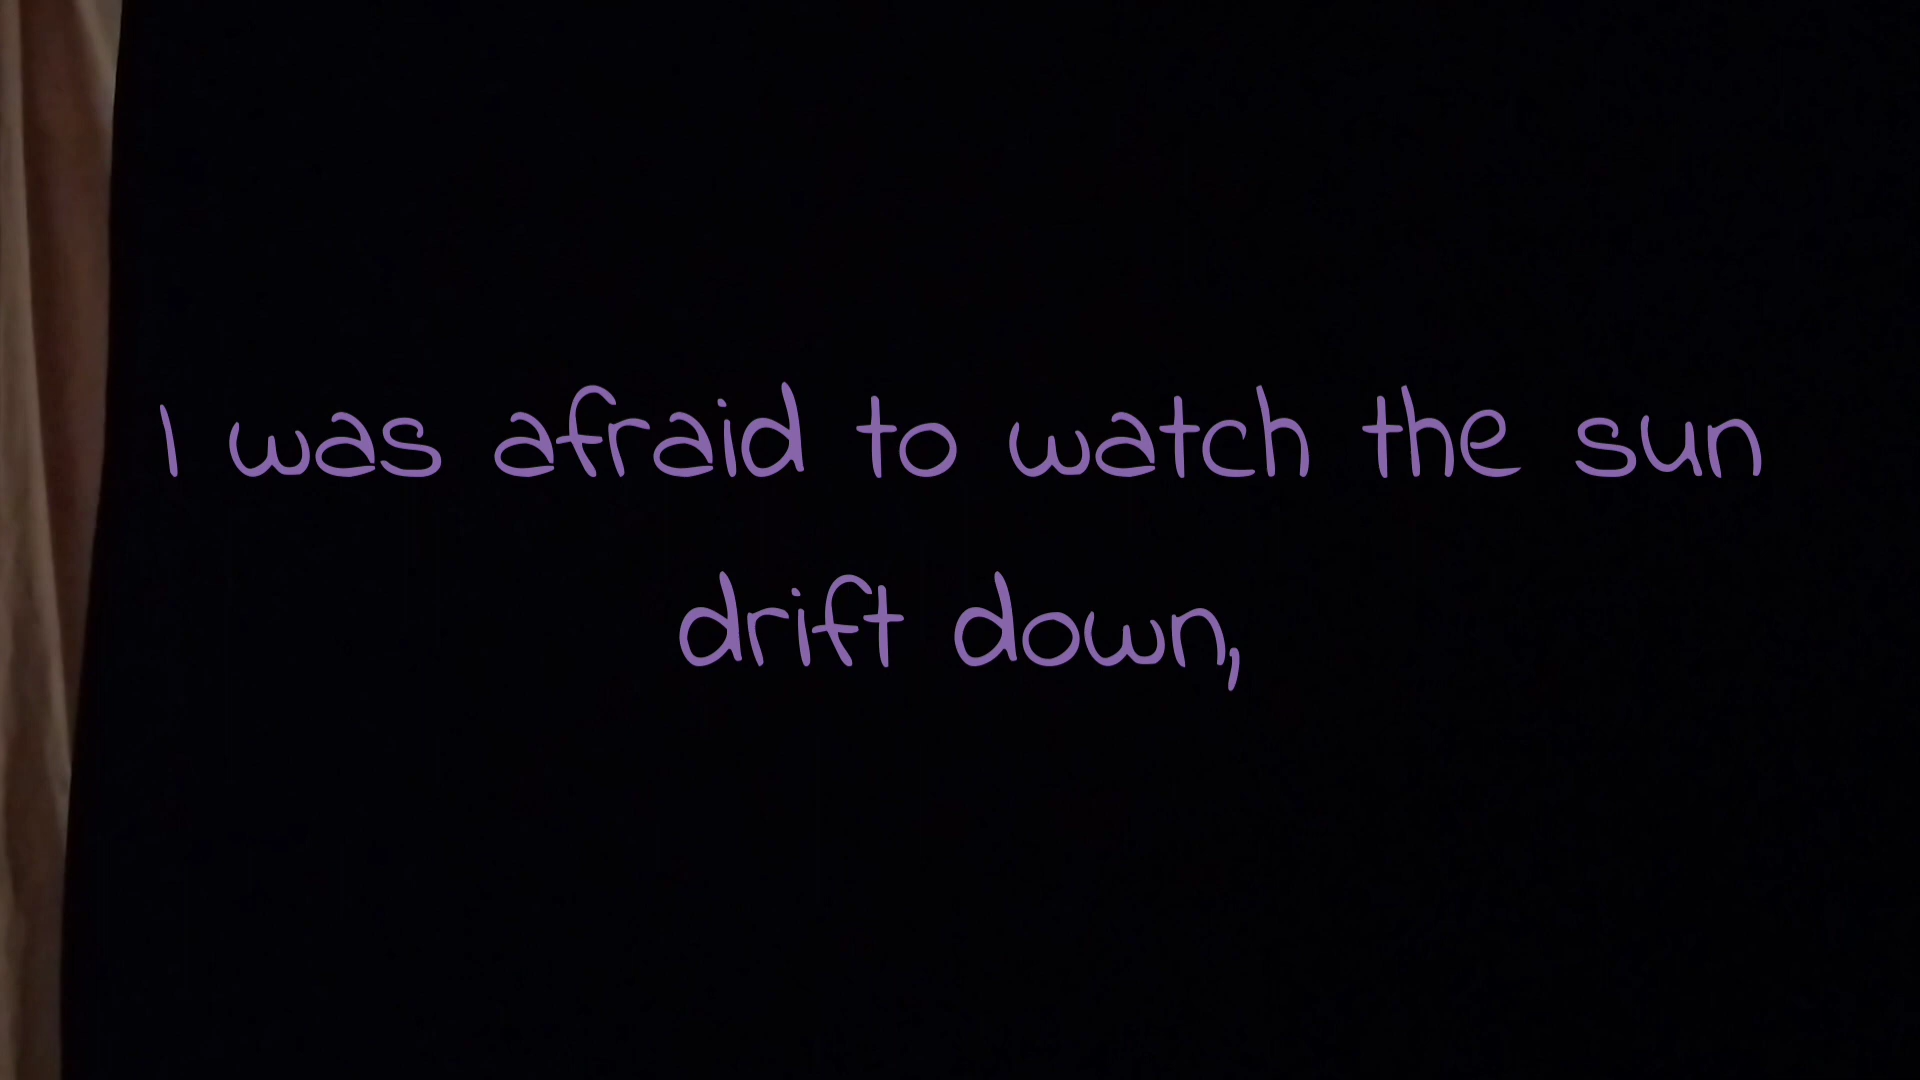 I was afraid to watch the sun
drift down,